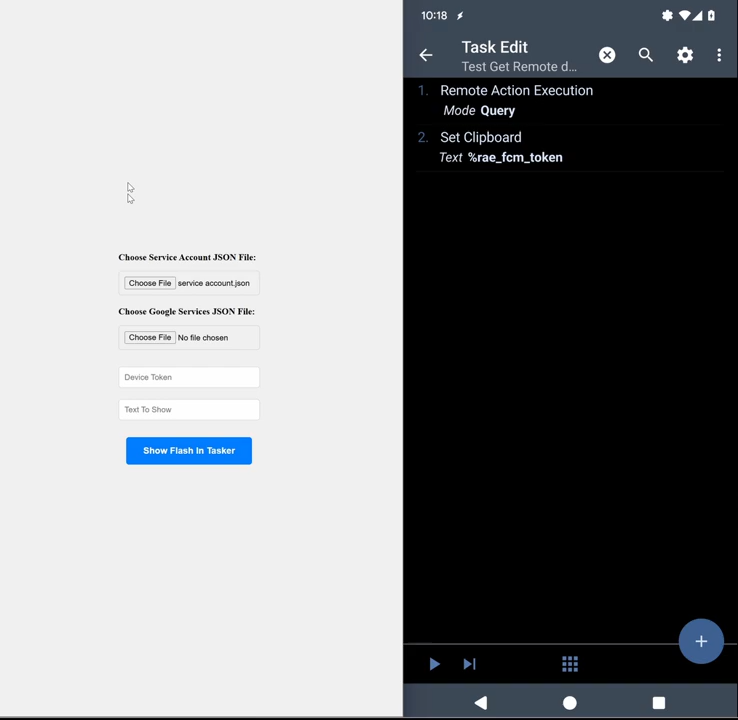 Choose Service Account JSON File:
Choose File service account.json
Choose Google Services JSON File:
Choose File No file chosen
Device Token
Text To Show
Show Flash In Tasker
10:18
Task Edit
Test Get Remote d...
1. Remote Action Execution
Mode Query
2. Set Clipboard
Text %rae_fcm_token